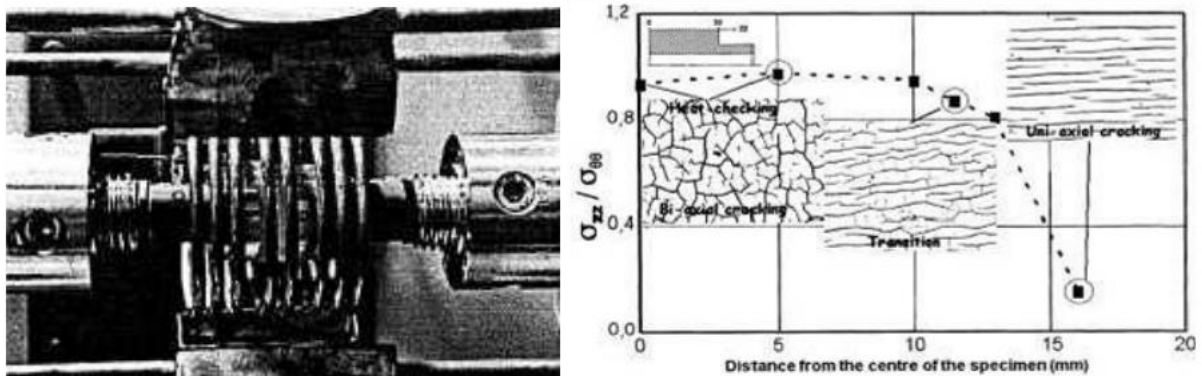 1,2
0,8
0,4
0,0
σzz / σθθ
Heat checking
Bi-axial cracking
Transition
Uni-axial cracking
0
5
10
15
20
Distance from the centre of the specimen (mm)